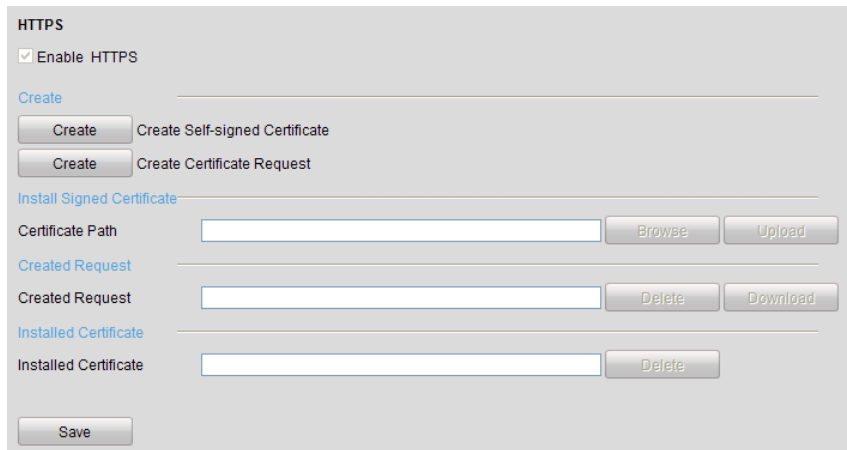 HTTPS
Enable HTTPS
Create
Create Create Self-signed Certificate
Create Create Certificate Request
Install Signed Certificate
Certificate Path Browse Upload
Created Request
Created Request Delete Download
Installed Certificate
Installed Certificate Delete
Save